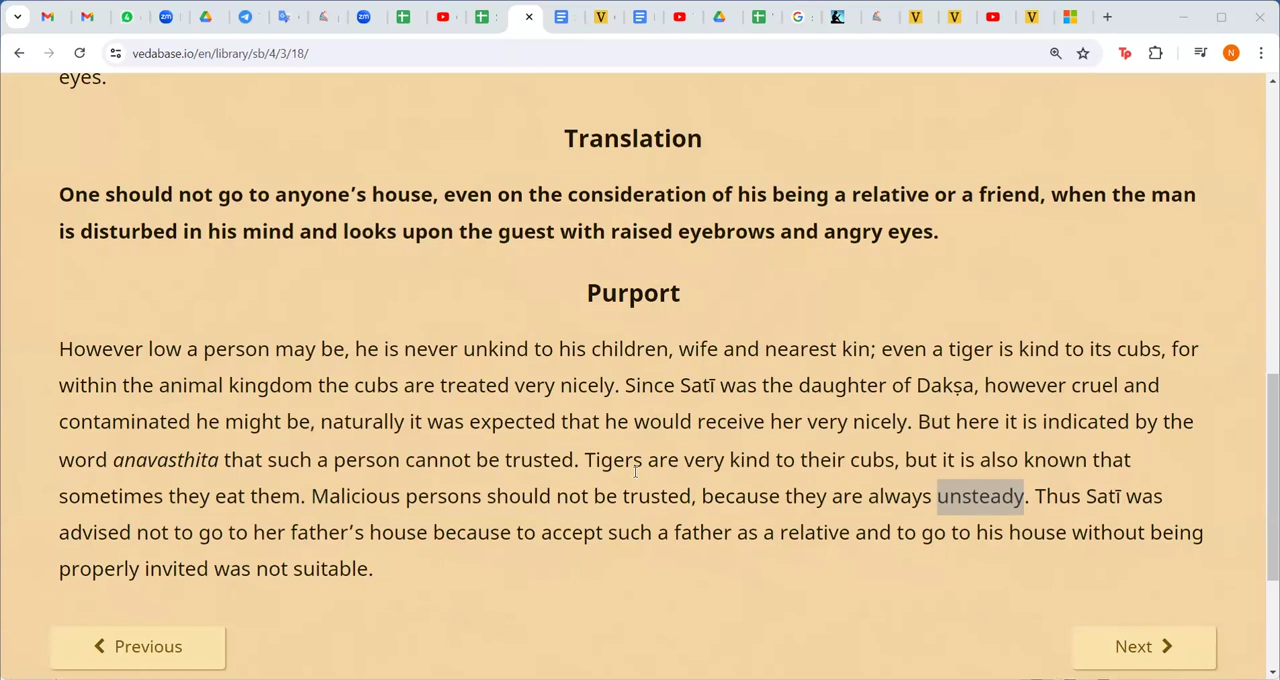 vedabase.io/en/library/sb/4/3/18/
eyes.
Translation
One should not go to anyone’s house, even on the consideration of his being a relative or a friend, when the man
is disturbed in his mind and looks upon the guest with raised eyebrows and angry eyes.
Purport
However low a person may be, he is never unkind to his children, wife and nearest kin; even a tiger is kind to its cubs, for
within the animal kingdom the cubs are treated very nicely. Since Satī was the daughter of Dakṣa, however cruel and
contaminated he might be, naturally it was expected that he would receive her very nicely. But here it is indicated by the
word anavasthita that such a person cannot be trusted. Tigers are very kind to their cubs, but it is also known that
sometimes they eat them. Malicious persons should not be trusted, because they are always unsteady. Thus Satī was
advised not to go to her father’s house because to accept such a father as a relative and to go to his house without being
properly invited was not suitable.
Previous
Next